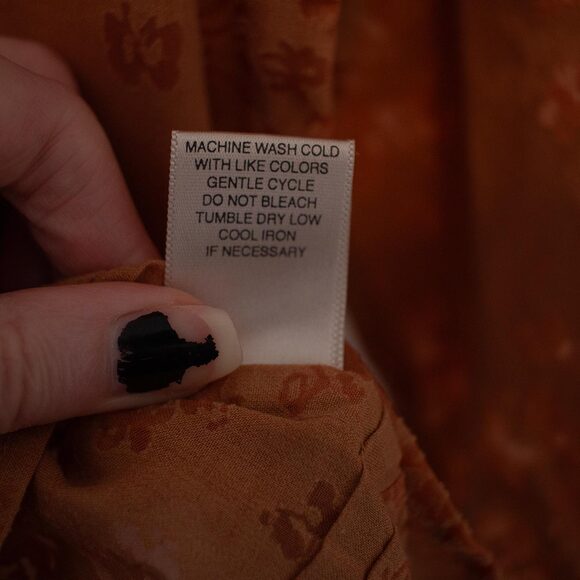 MACHINE WASH COLD
WITH LIKE COLORS
GENTLE CYCLE
DO NOT BLEACH
TUMBLE DRY LOW
COOL IRON
IF NECESSARY